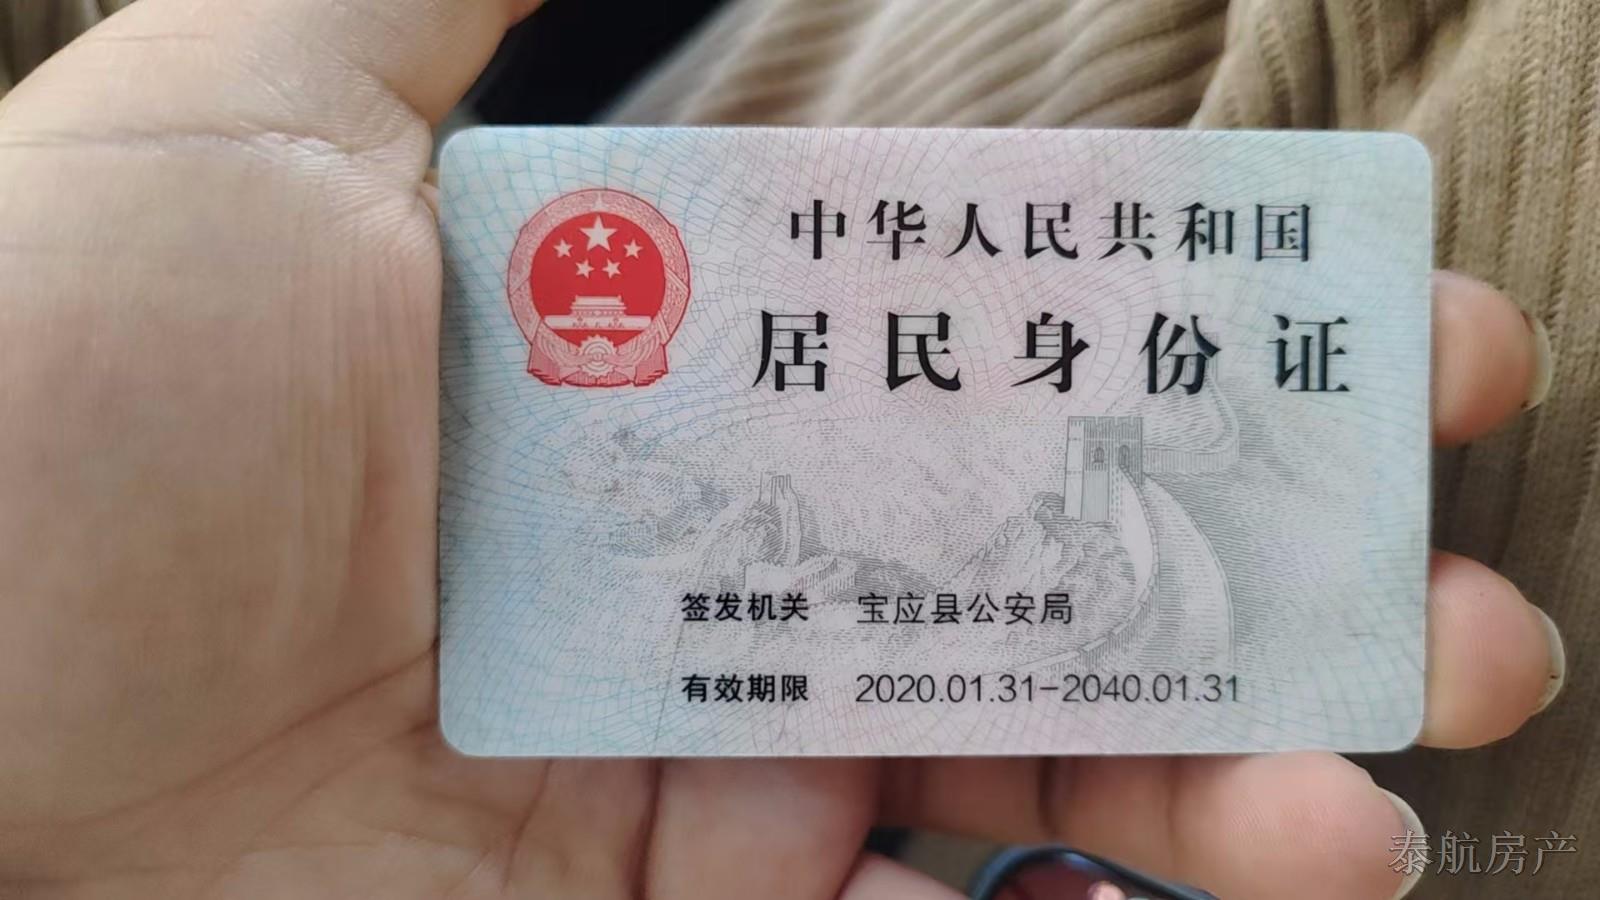 中华人民共和国
居民身份证
签发机关 宝应县公安局
有效期限 2020.01.31-2040.01.31
泰航房产